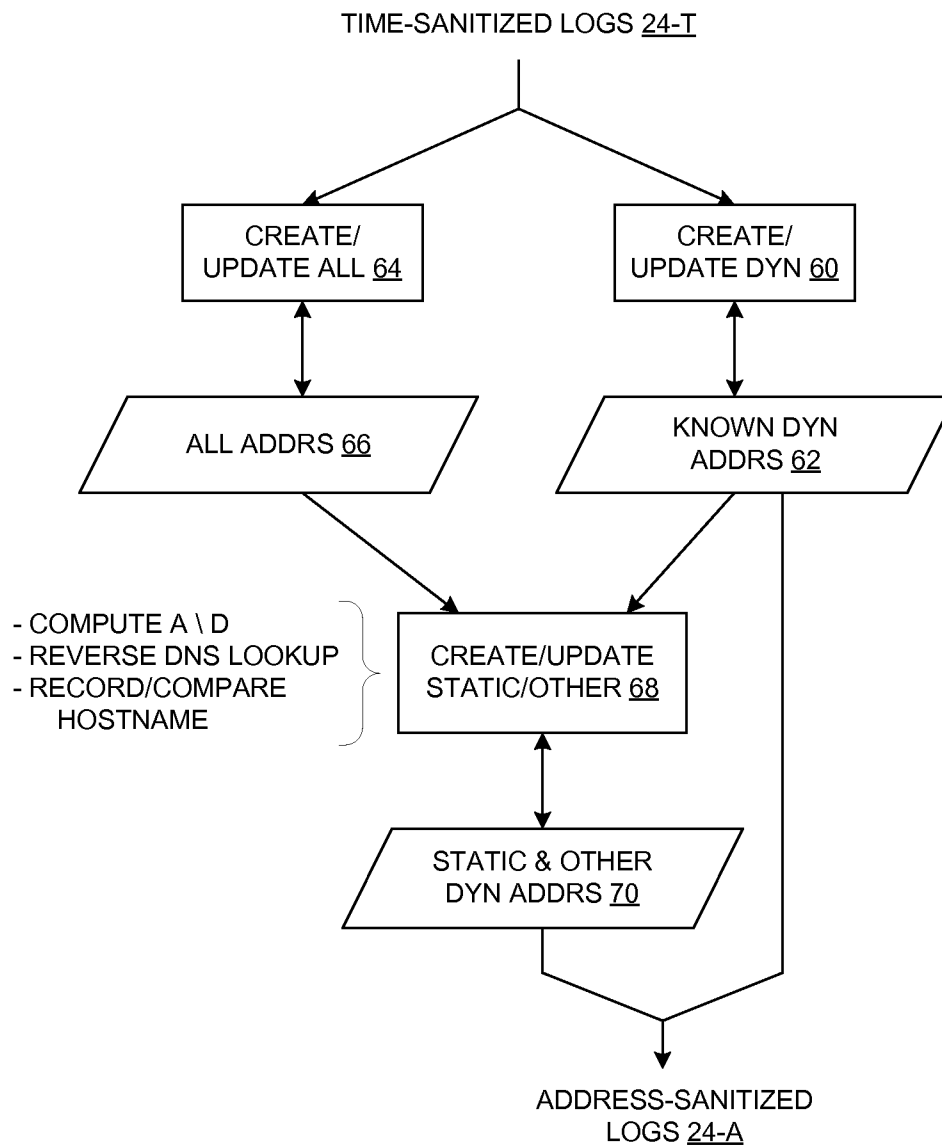 TIME-SANITIZED LOGS 24-T
CREATE/
UPDATE ALL 64
CREATE/
UPDATE DYN 60
ALL ADDRS 66
KNOWN DYN
ADDRS 62
- COMPUTE A \ D
- REVERSE DNS LOOKUP
- RECORD/COMPARE
HOSTNAME
CREATE/UPDATE
STATIC/OTHER 68
STATIC & OTHER
DYN ADDRS 70
ADDRESS-SANITIZED
LOGS 24-A